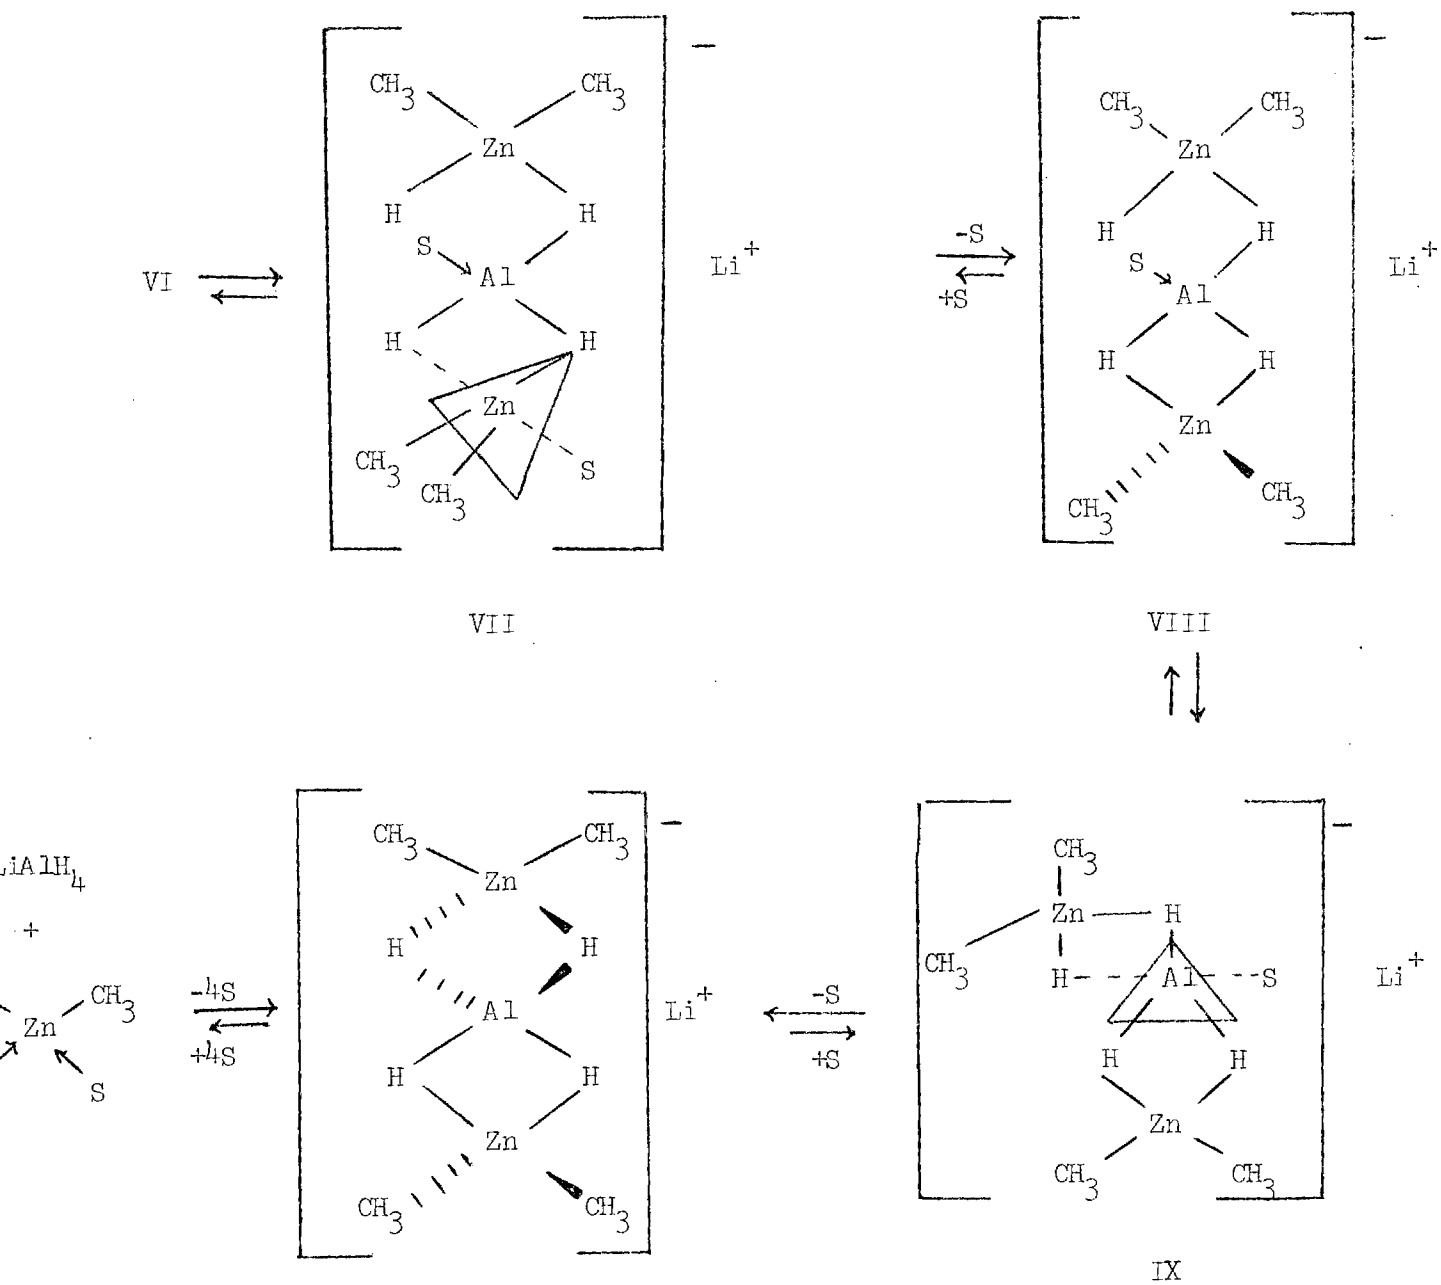 CH3 CH3 −
Zn
H H
S
VI Al Li+
H H
Zn
CH3 S
CH3
VII
-S
+S
CH3 CH3 −
Zn
H H
S
Al Li+
H H
Zn
CH3 CH3
VIII
LiAlH4
+
CH3
Zn
S
-4S
+4S
CH3 CH3 −
Zn
H H
Al Li+
H H
Zn
CH3 CH3
-S
+S
CH3 −
Zn H
CH3 H Al S Li+
H H
Zn
CH3 CH3
IX